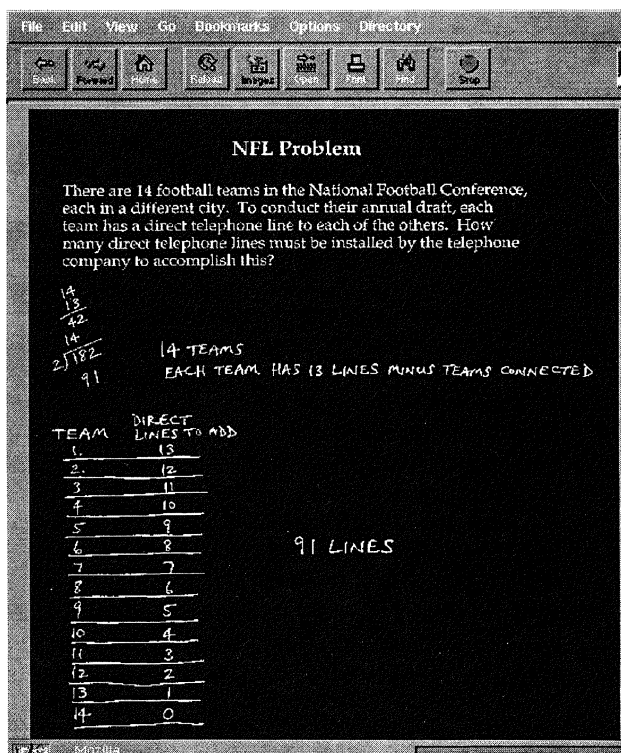 File Edit View Go Bookmarks Options Directory
Back Forward Home Reload Images Open Print Find Stop
NFL Problem
There are 14 football teams in the National Football Conference,
each in a different city. To conduct their annual draft, each
team has a direct telephone line to each of the others. How
many direct telephone lines must be installed by the telephone
company to accomplish this?
14
13
42
14
2)182
91
14 TEAMS
EACH TEAM HAS 13 LINES MINUS TEAMS CONNECTED
TEAM DIRECT LINES TO ADD
1. 13
2. 12
3 11
4 10
5 9
6 8
7 7
8 6
9 5
10 4
11 3
12 2
13 1
14 0
91 LINES
Mozilla